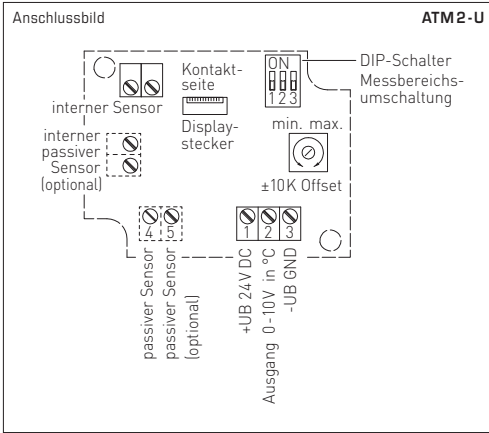 Anschlussbild
ATM2-U
ON
1 2 3
DIP-Schalter
Messbereichs-
umschaltung
Kontakt-
seite
interner Sensor
Display-
stecker
min. max.
±10K Offset
interner
passiver
Sensor
(optional)
4 5
1 2 3
passiver Sensor
passiver Sensor
(optional)
+UB 24V DC
Ausgang 0-10V in °C
-UB GND